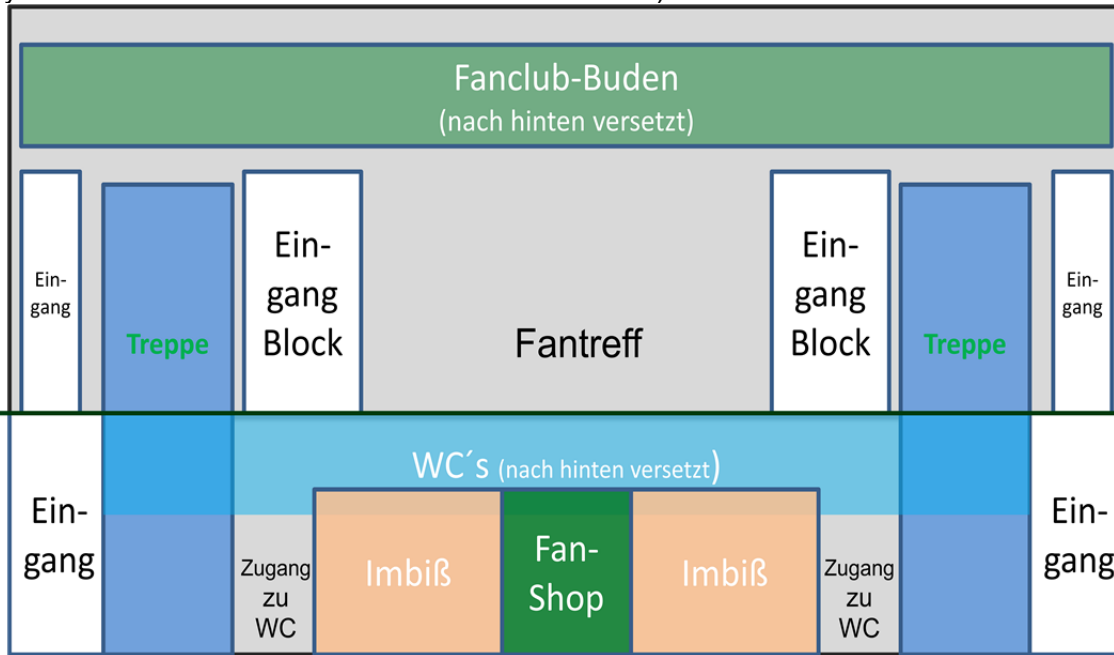 Fanclub-Buden
(nach hinten versetzt)
Ein-
gang
Treppe
Ein-
gang
Block
Fantreff
Ein-
gang
Block
Treppe
Ein-
gang
WC´s (nach hinten versetzt)
Ein-
gang
Zugang
zu
WC
Imbiß
Fan-
Shop
Imbiß
Zugang
zu
WC
Ein-
gang